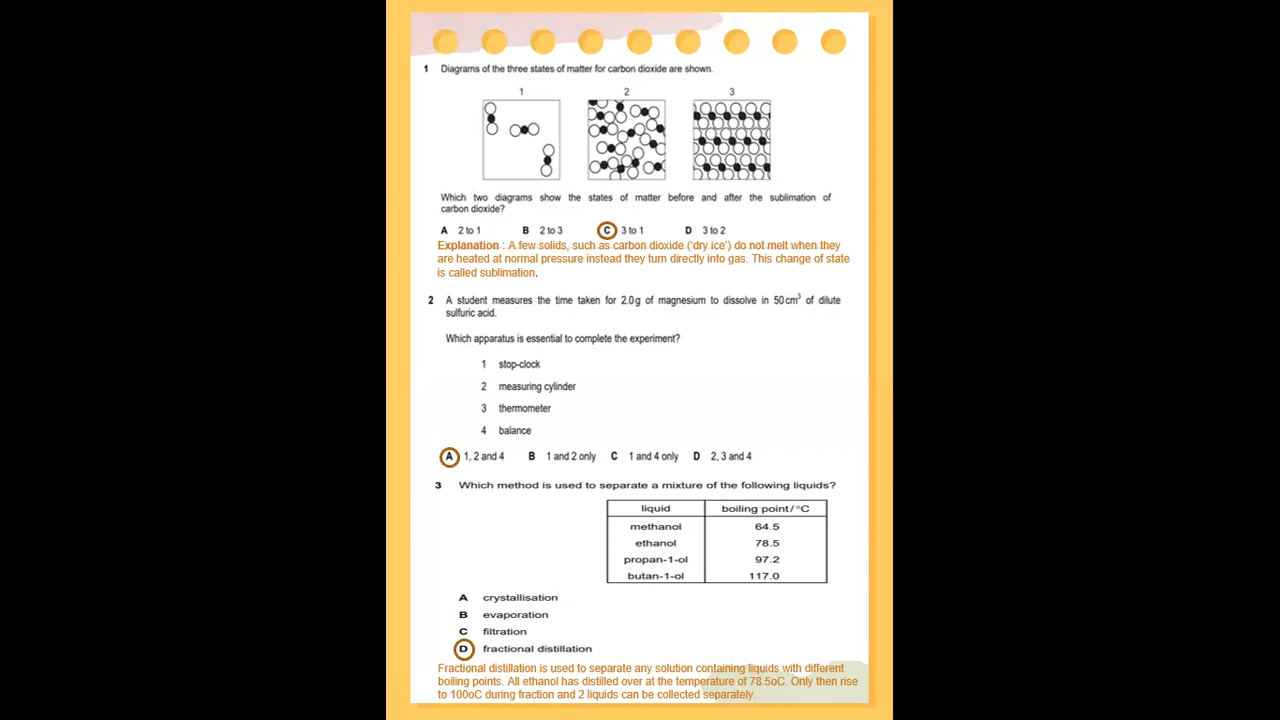 1 Diagrams of the three states of matter for carbon dioxide are shown.
1 2 3
Which two diagrams show the states of matter before and after the sublimation of
carbon dioxide?
A 2 to 1 B 2 to 3 C 3 to 1 D 3 to 2
Explanation : A few solids, such as carbon dioxide (‘dry ice’) do not melt when they
are heated at normal pressure instead they turn directly into gas. This change of state
is called sublimation.
2 A student measures the time taken for 2.0g of magnesium to dissolve in 50cm³ of dilute
sulfuric acid.
Which apparatus is essential to complete the experiment?
1 stop-clock
2 measuring cylinder
3 thermometer
4 balance
A 1, 2 and 4 B 1 and 2 only C 1 and 4 only D 2, 3 and 4
3 Which method is used to separate a mixture of the following liquids?
liquid boiling point/°C
methanol 64.5
ethanol 78.5
propan-1-ol 97.2
butan-1-ol 117.0
A crystallisation
B evaporation
C filtration
D fractional distillation
Fractional distillation is used to separate any solution containing liquids with different
boiling points. All ethanol has distilled over at the temperature of 78.5oC. Only then rise
to 100oC during fraction and 2 liquids can be collected separately.